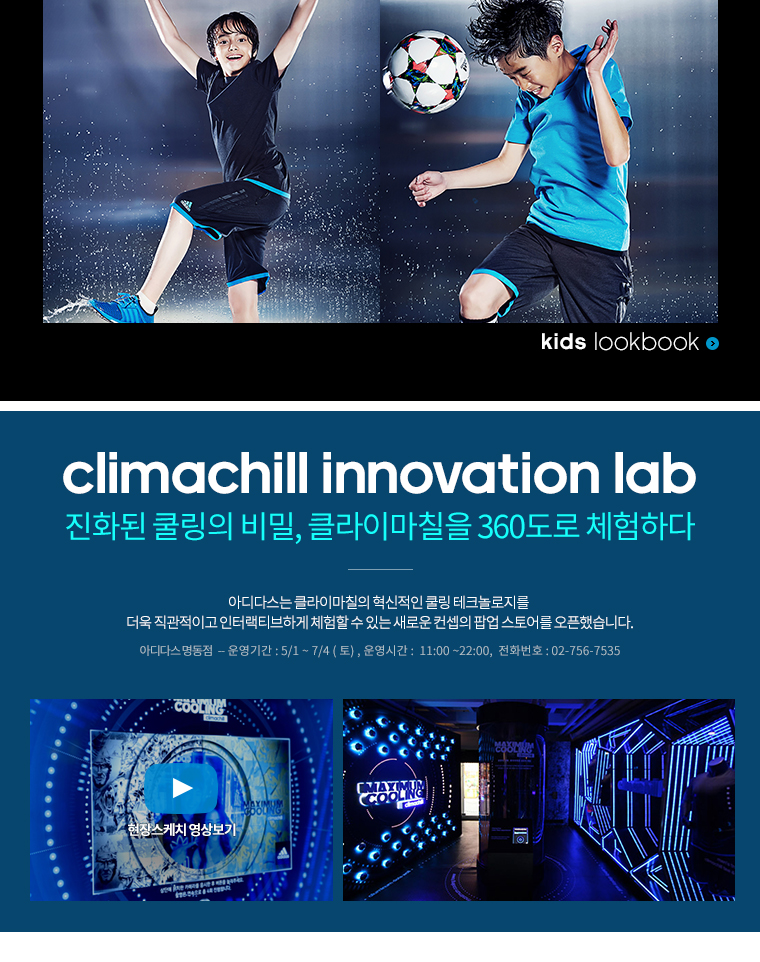 kids lookbook
climachill innovation lab
진화된 쿨링의 비밀, 클라이마칠을 360도로 체험하다
아디다스는 클라이마칠의 혁신적인 쿨링 테크놀로지를
더욱 직관적이고 인터랙티브하게 체험할 수 있는 새로운 컨셉의 팝업 스토어를 오픈했습니다.
아디다스 명동점 – 운영기간 : 5/1 ~ 7/4 ( 토) , 운영시간 : 11:00 ~22:00, 전화번호 : 02-756-7535
MAXIMUM
COOLING
climachill
MAXIMUM
COOLING
현장스케치 영상보기
MAXIMUM
COOLING
climachill
MAXIMUM
COOLING